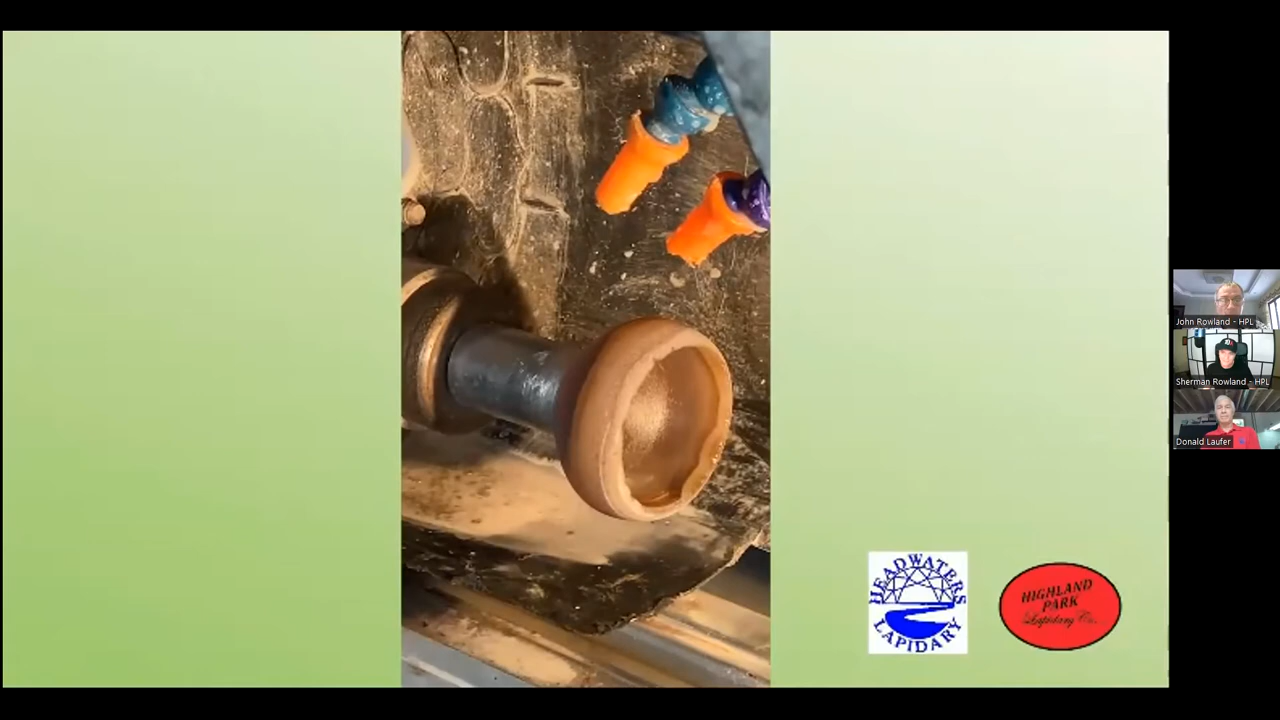 HEADWATERS
LAPIDARY
HIGHLAND
PARK
Lapidary Co.
John Rowland - HPL
Sherman Rowland - HPL
Donald Laufer